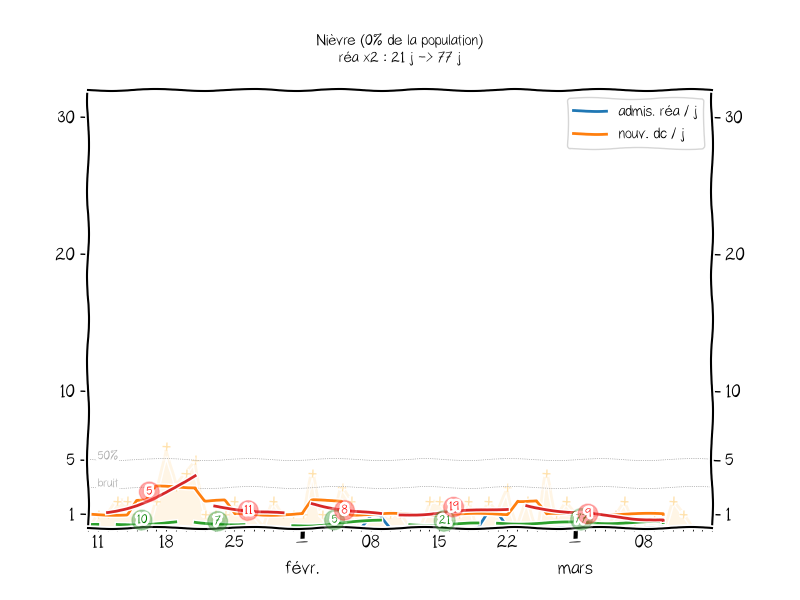 Nièvre (0% de la population)
réa x2 : 21 j -> 77 j
admis. réa / j
nouv. dc / j
30 30
20 20
10 10
5 50% 5
bruit
1 1
5 11 8 19 9
10 7 5 21
11 18 25 1 08 15 22 1 08
févr. mars